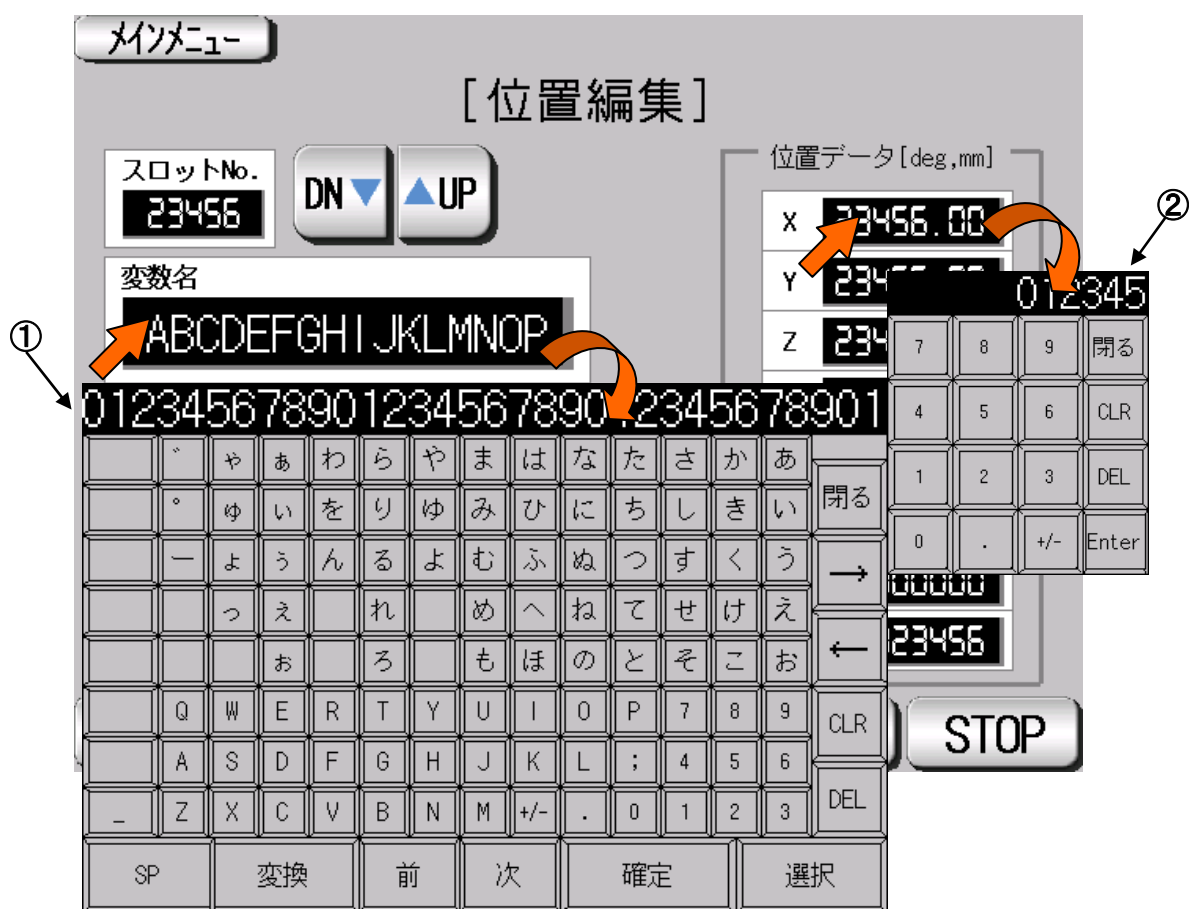 メインメニュー
[位置編集]
スロットNo.
23456
DN▼
▲UP
位置データ[deg,mm]
X 23456.00
Y
Z 234
変数名
ABCDEFGHIJKLMNOP
①
②
012345
7 8 9 閉る
4 5 6 CLR
1 2 3 DEL
0 . +/- Enter
01234567890123456789012345678901
゛ ゃ ぁ わ ら や ま は な た さ か あ
゜ ゅ ぃ を り ゆ み ひ に ち し き い 閉る
ー ょ ぅ ん る よ む ふ ぬ つ す く う →
っ ぇ れ め へ ね て せ け え
ぉ ろ も ほ の と そ こ お ←
Q W E R T Y U I O P 7 8 9 CLR
A S D F G H J K L ; 4 5 6
_ Z X C V B N M +/- . 0 1 2 3 DEL
SP 変換 前 次 確定 選択
00000
23456
STOP